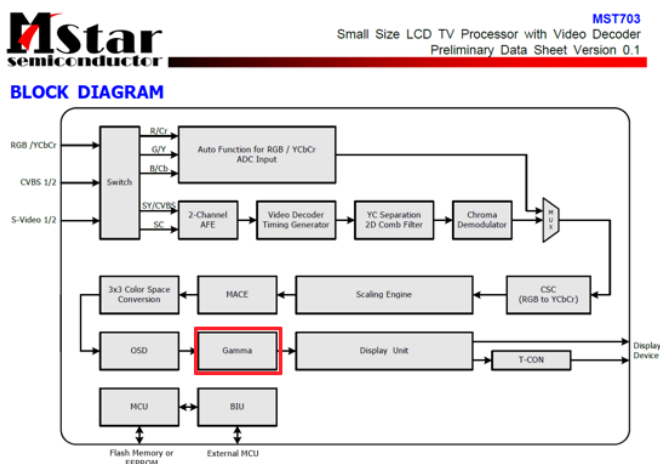 MStar
semiconductor
MST703
Small Size LCD TV Processor with Video Decoder
Preliminary Data Sheet Version 0.1
BLOCK DIAGRAM
RGB /YCbCr
CVBS 1/2
S-Video 1/2
Switch
R/Cr
G/Y
B/Cb
SY/CVBS
SC
Auto Function for RGB / YCbCr
ADC Input
2-Channel
AFE
Video Decoder
Timing Generator
YC Separation
2D Comb Filter
Chroma
Demodulator
M
U
X
3x3 Color Space
Conversion
MACE
Scaling Engine
CSC
(RGB to YCbCr)
OSD
Gamma
Display Unit
T-CON
Display
Device
MCU
BIU
Flash Memory or
EEPROM
External MCU